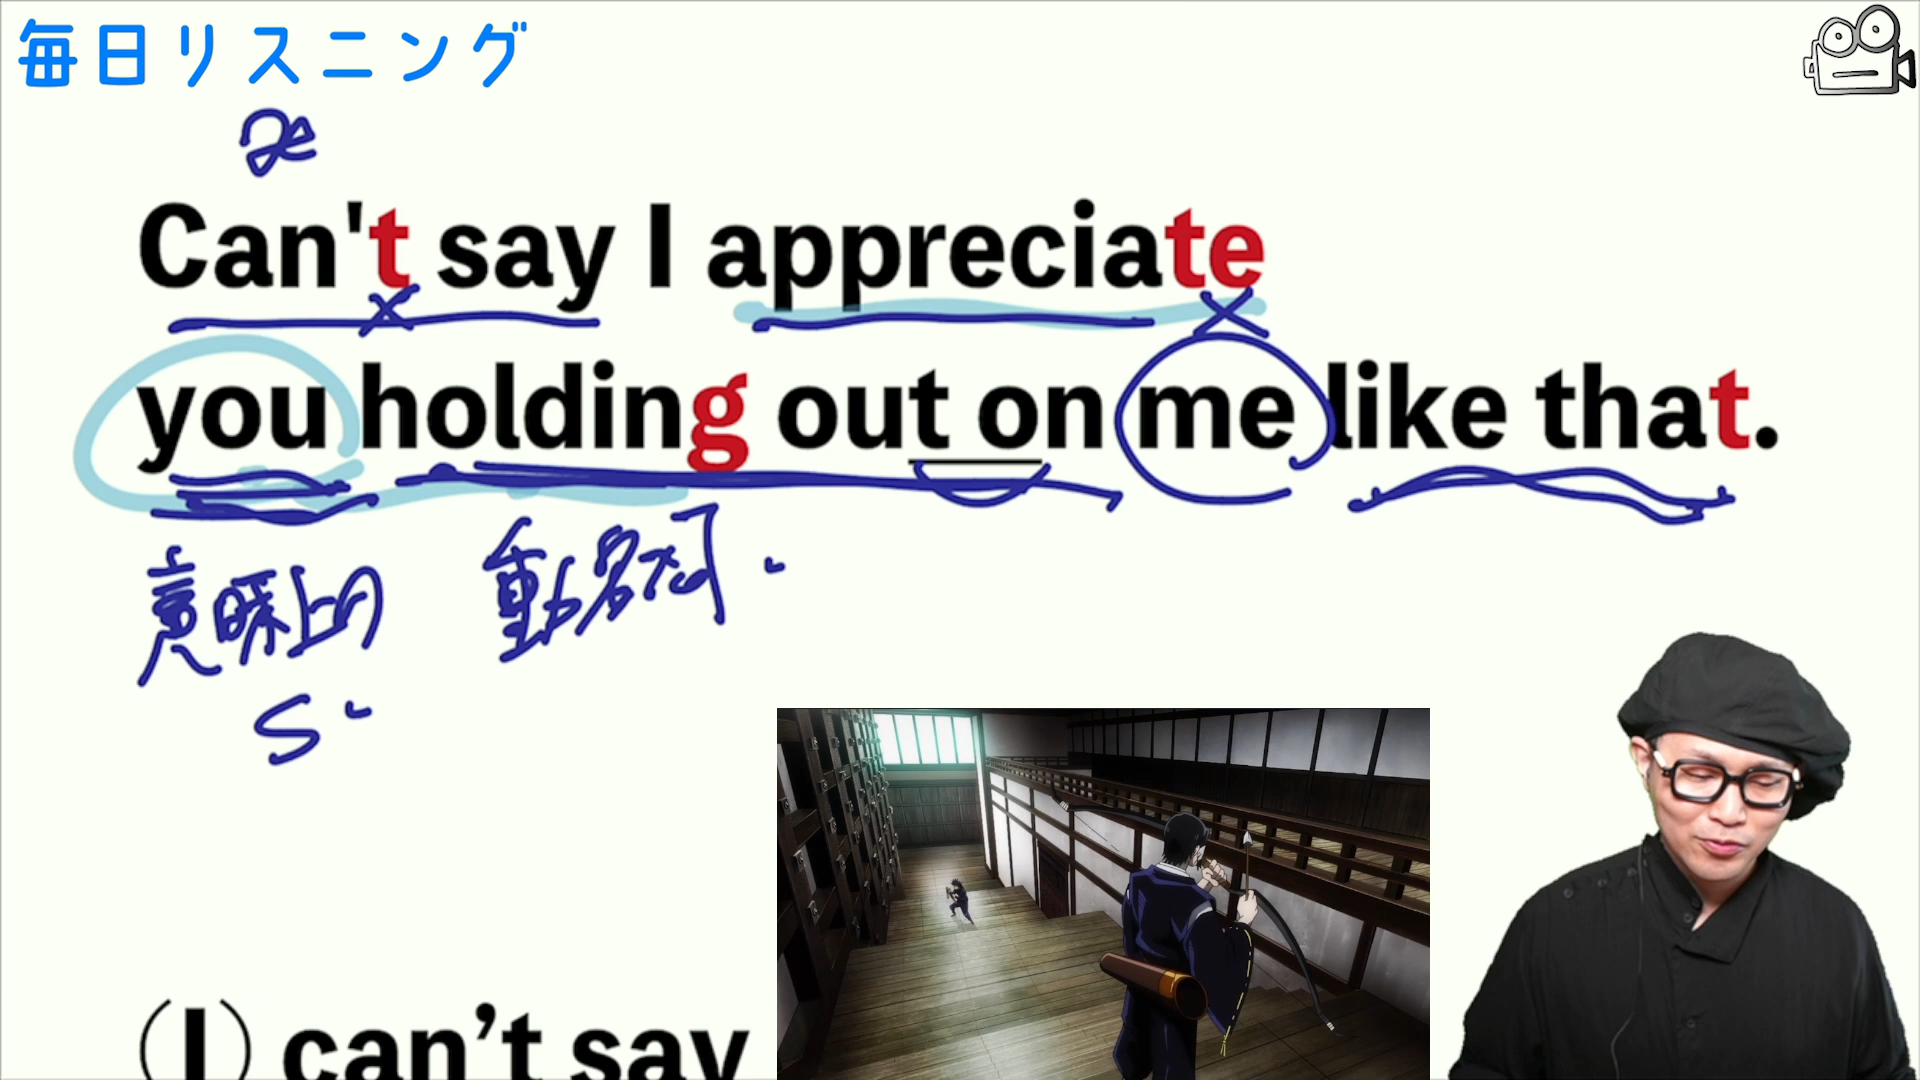 毎日リスニング
æ
Can't say I appreciate
you holding out on me like that.
意味上の 動名詞.
S
(I) can’t say